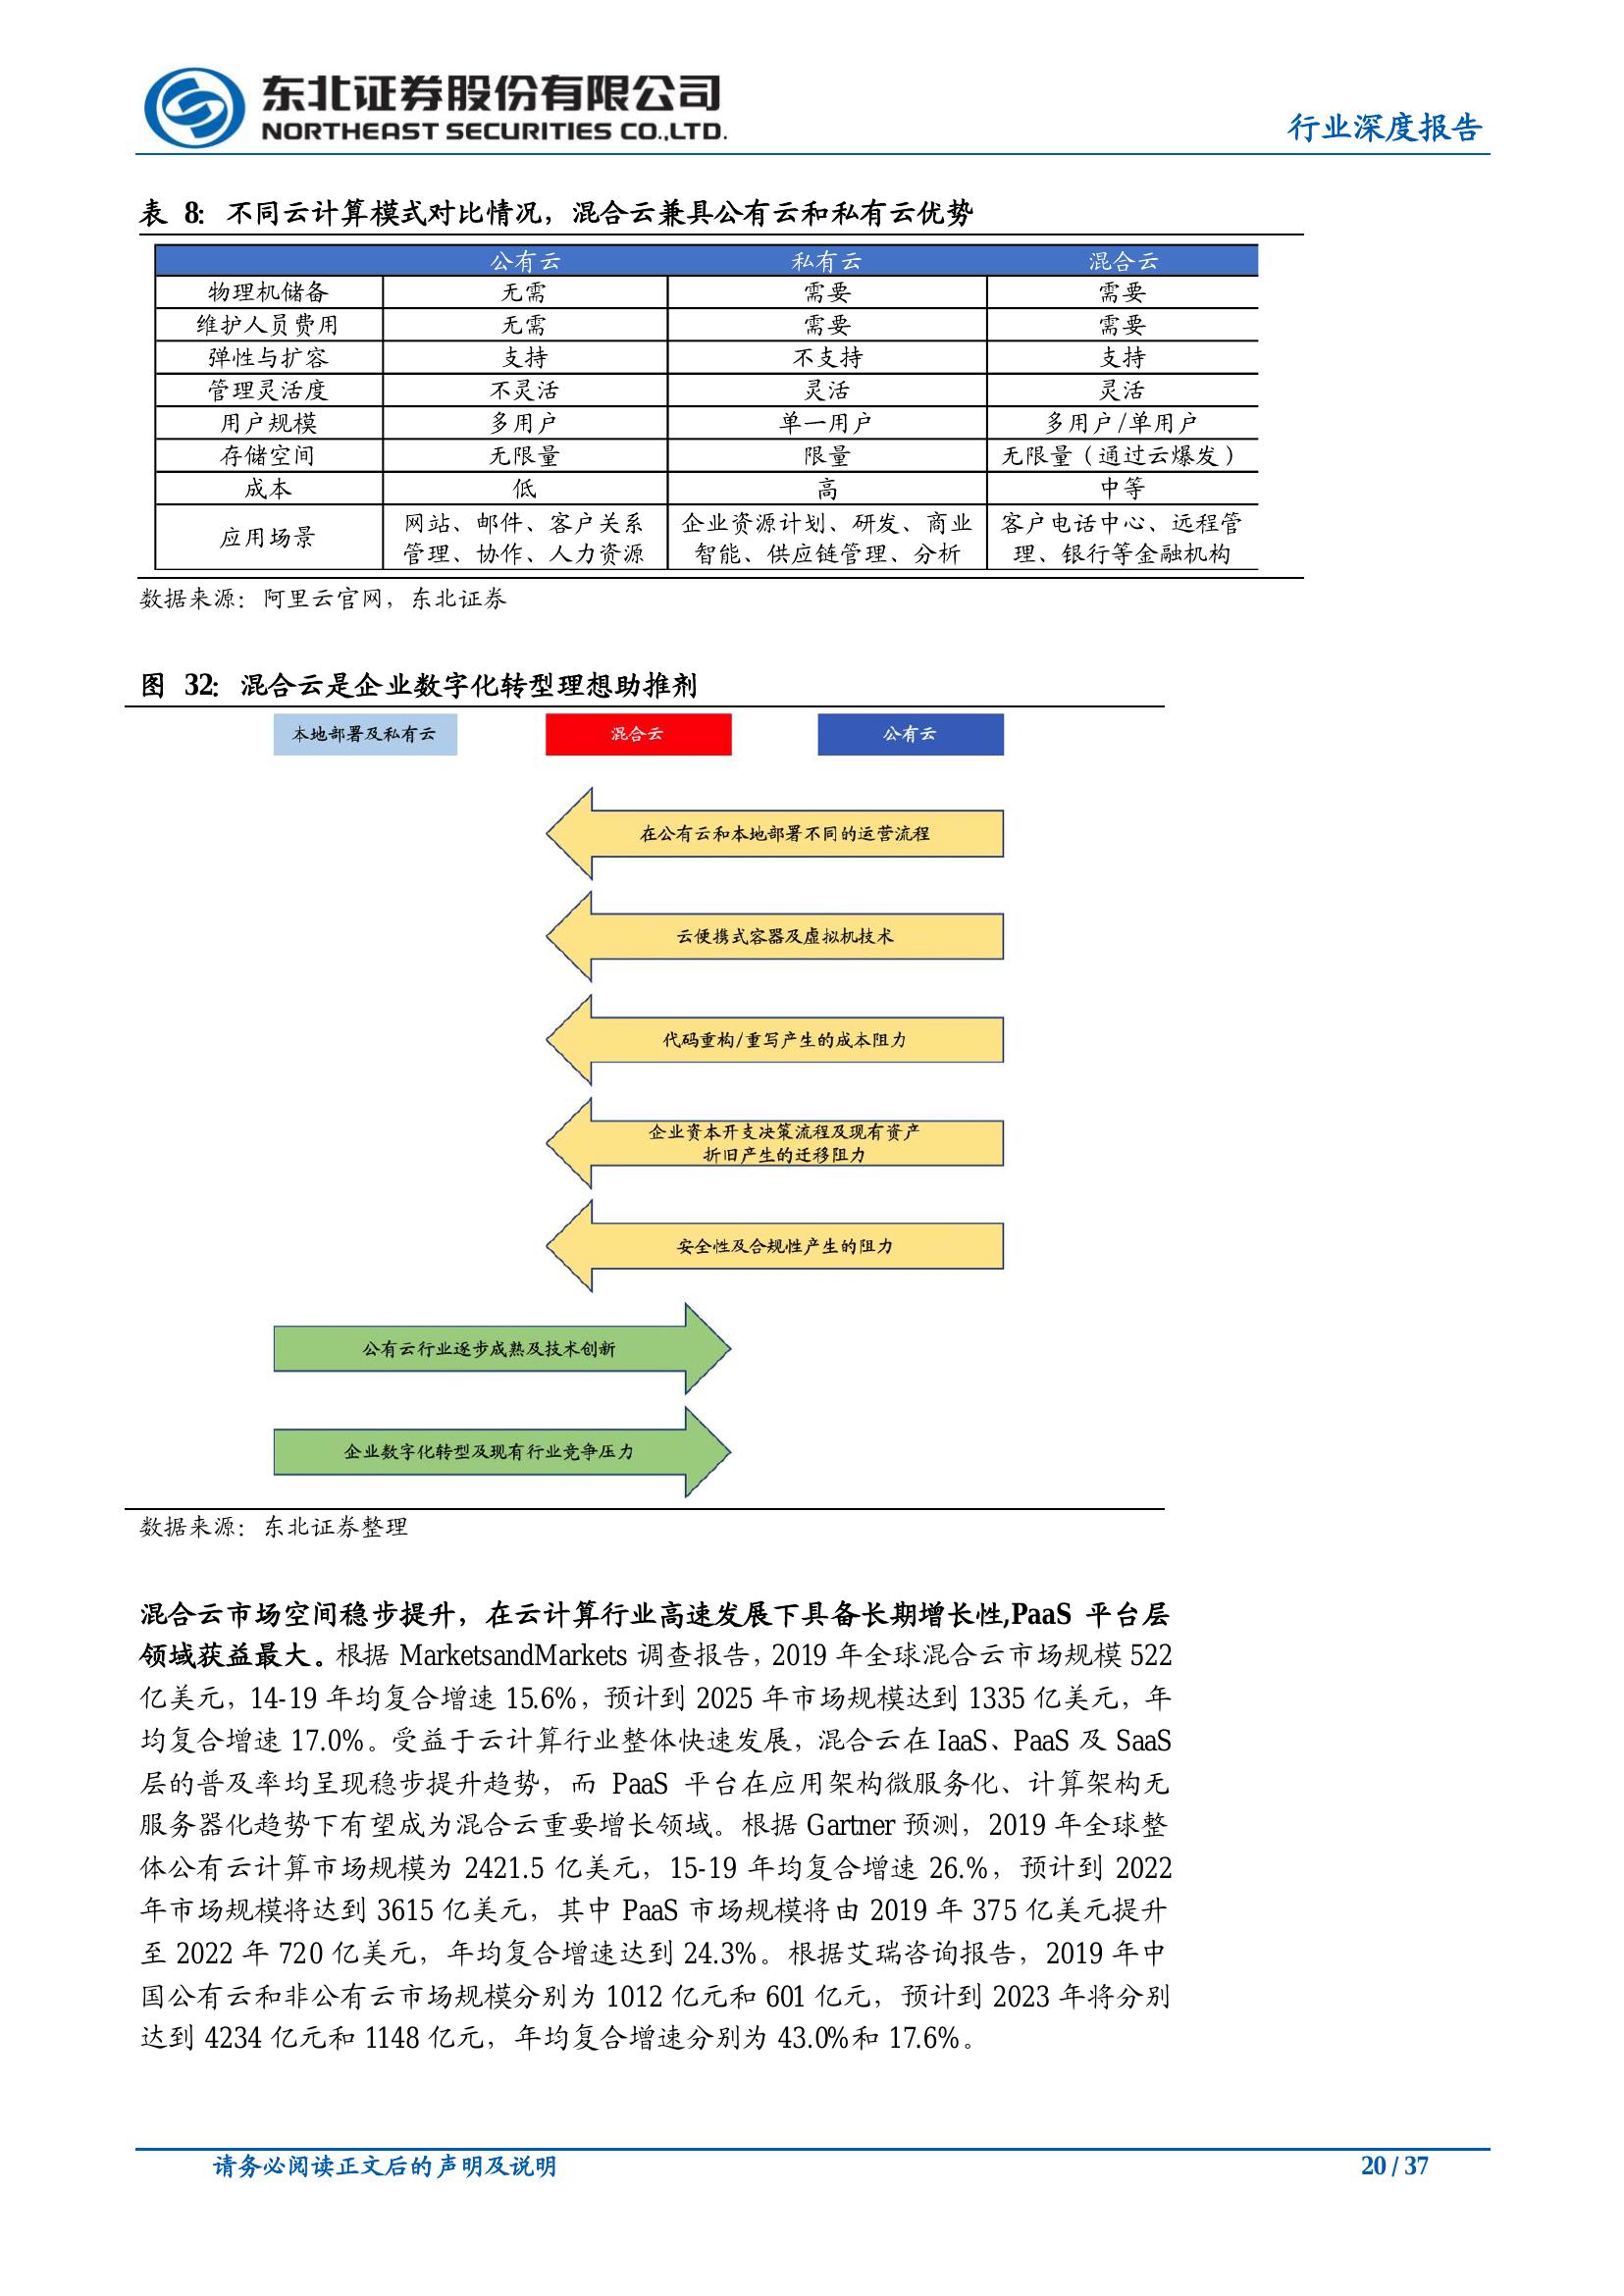 东北证券股份有限公司
NORTHEAST SECURITIES CO.,LTD.
行业深度报告
表 8：不同云计算模式对比情况，混合云兼具公有云和私有云优势
公有云 私有云 混合云
物理机储备 无需 需要 需要
维护人员费用 无需 需要 需要
弹性与扩容 支持 不支持 支持
管理灵活度 不灵活 灵活 灵活
用户规模 多用户 单一用户 多用户/单用户
存储空间 无限量 限量 无限量（通过云爆发）
成本 低 高 中等
应用场景 网站、邮件、客户关系管理、协作、人力资源 企业资源计划、研发、商业智能、供应链管理、分析 客户电话中心、远程管理、银行等金融机构
数据来源：阿里云官网，东北证券
图 32：混合云是企业数字化转型理想助推剂
本地部署及私有云 混合云 公有云
在公有云和本地部署不同的运营流程
云便携式容器及虚拟机技术
代码重构/重写产生的成本阻力
企业资本开支决策流程及现有资产
折旧产生的迁移阻力
安全性及合规性产生的阻力
公有云行业逐步成熟及技术创新
企业数字化转型及现有行业竞争压力
数据来源：东北证券整理
混合云市场空间稳步提升，在云计算行业高速发展下具备长期增长性,PaaS 平台层
领域获益最大。根据 MarketsandMarkets 调查报告，2019 年全球混合云市场规模 522
亿美元，14-19 年均复合增速 15.6%，预计到 2025 年市场规模达到 1335 亿美元，年
均复合增速 17.0%。受益于云计算行业整体快速发展，混合云在 IaaS、PaaS 及 SaaS
层的普及率均呈现稳步提升趋势，而 PaaS 平台在应用架构微服务化、计算架构无
服务器化趋势下有望成为混合云重要增长领域。根据 Gartner 预测，2019 年全球整
体公有云计算市场规模为 2421.5 亿美元，15-19 年均复合增速 26.%，预计到 2022
年市场规模将达到 3615 亿美元，其中 PaaS 市场规模将由 2019 年 375 亿美元提升
至 2022 年 720 亿美元，年均复合增速达到 24.3%。根据艾瑞咨询报告，2019 年中
国公有云和非公有云市场规模分别为 1012 亿元和 601 亿元，预计到 2023 年将分别
达到 4234 亿元和 1148 亿元，年均复合增速分别为 43.0%和 17.6%。
请务必阅读正文后的声明及说明
20 / 37